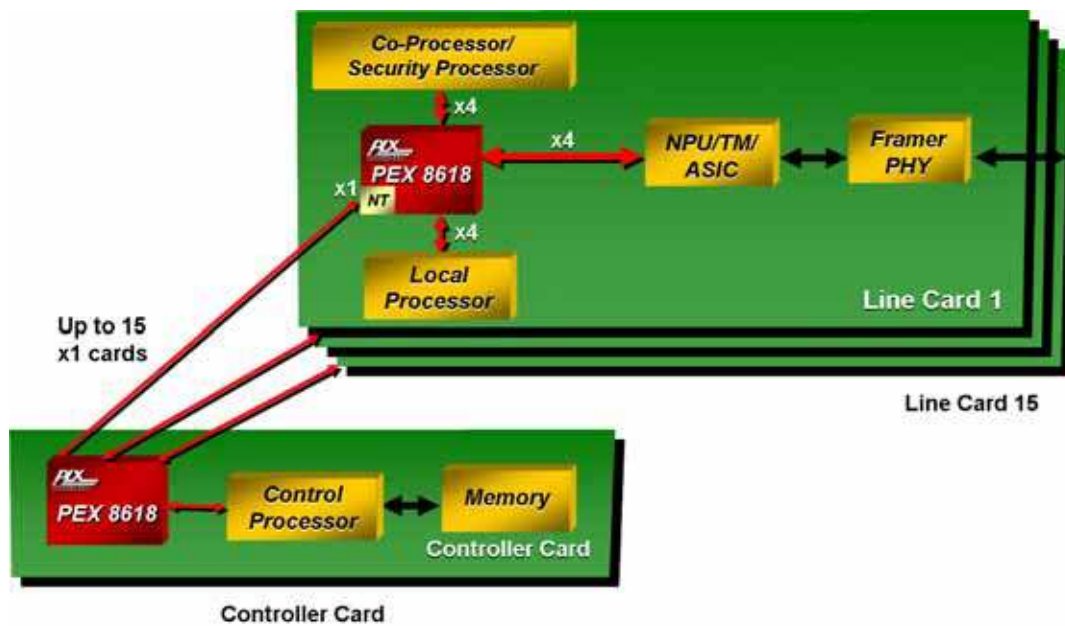 Co-Processor/
Security Processor
x4
PLX
PEX 8618
x1
NT
x4
NPU/TM/
ASIC
Framer
PHY
x4
Local
Processor
Line Card 1
Up to 15
x1 cards
Line Card 15
PLX
PEX 8618
Control
Processor
Memory
Controller Card
Controller Card